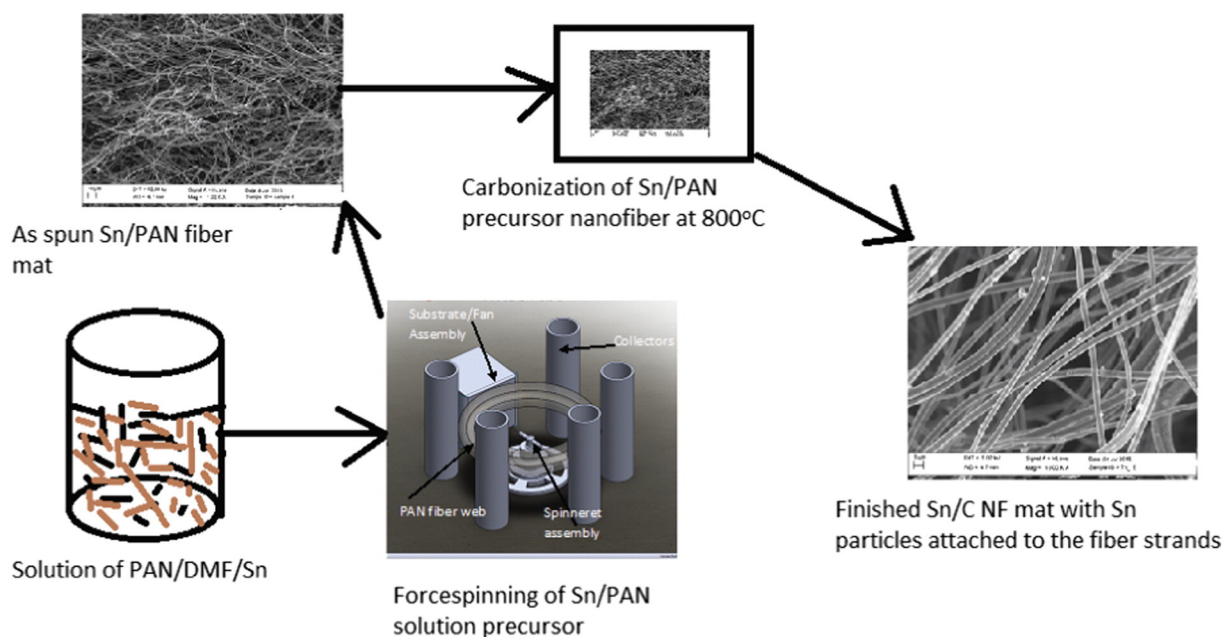 As spun Sn/PAN fiber
mat
Carbonization of Sn/PAN
precursor nanofiber at 800°C
Solution of PAN/DMF/Sn
Substrate/Fan
Assembly
Collectors
PAN fiber web
Spinneret
assembly
Forcespinning of Sn/PAN
solution precursor
Finished Sn/C NF mat with Sn
particles attached to the fiber strands